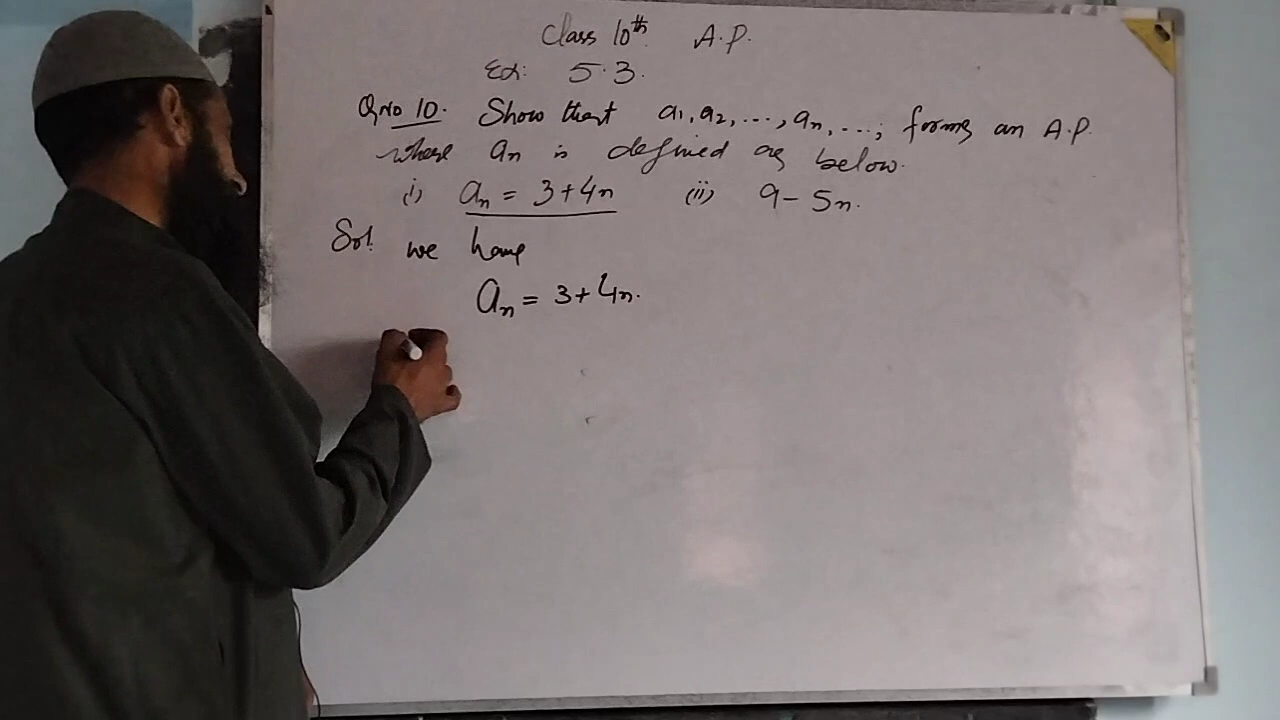 Class 10th. A.P.
Ex: 5.3.
Q No 10. Show that a1, a2, ..., an, ...; forms an A.P.
where an is defined as below.
i) an = 3+4n (ii) 9-5n.
Sol. we have
an = 3+4n.